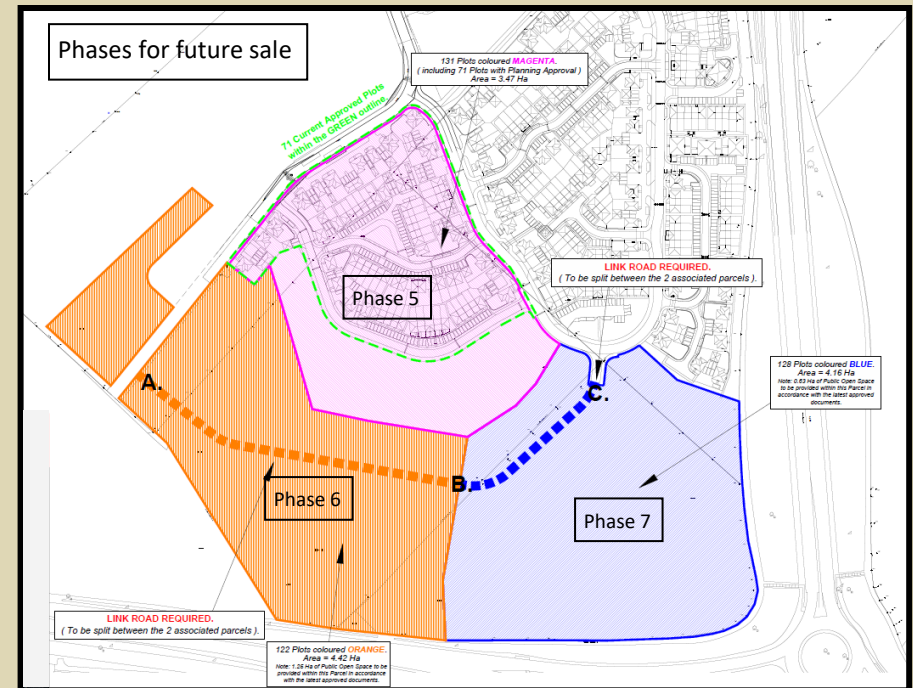 Phases for future sale
131 Plots coloured MAGENTA.
( including 71 Plots with Planning Approval )
Area = 3.47 Ha
71 Current Approved Plots
within the GREEN outline
LINK ROAD REQUIRED.
( To be split between the 2 associated parcels ).
Phase 5
128 Plots coloured BLUE.
Area = 4.16 Ha
Note: 0.63 Ha of Public Open Space
to be provided within this Parcel in
accordance with the latest approved
documents.
A.
C.
B.
Phase 6
Phase 7
LINK ROAD REQUIRED.
( To be split between the 2 associated parcels ).
122 Plots coloured ORANGE.
Area = 4.42 Ha
Note: 1.25 Ha of Public Open Space to be
provided within this Parcel in accordance
with the latest approved documents.